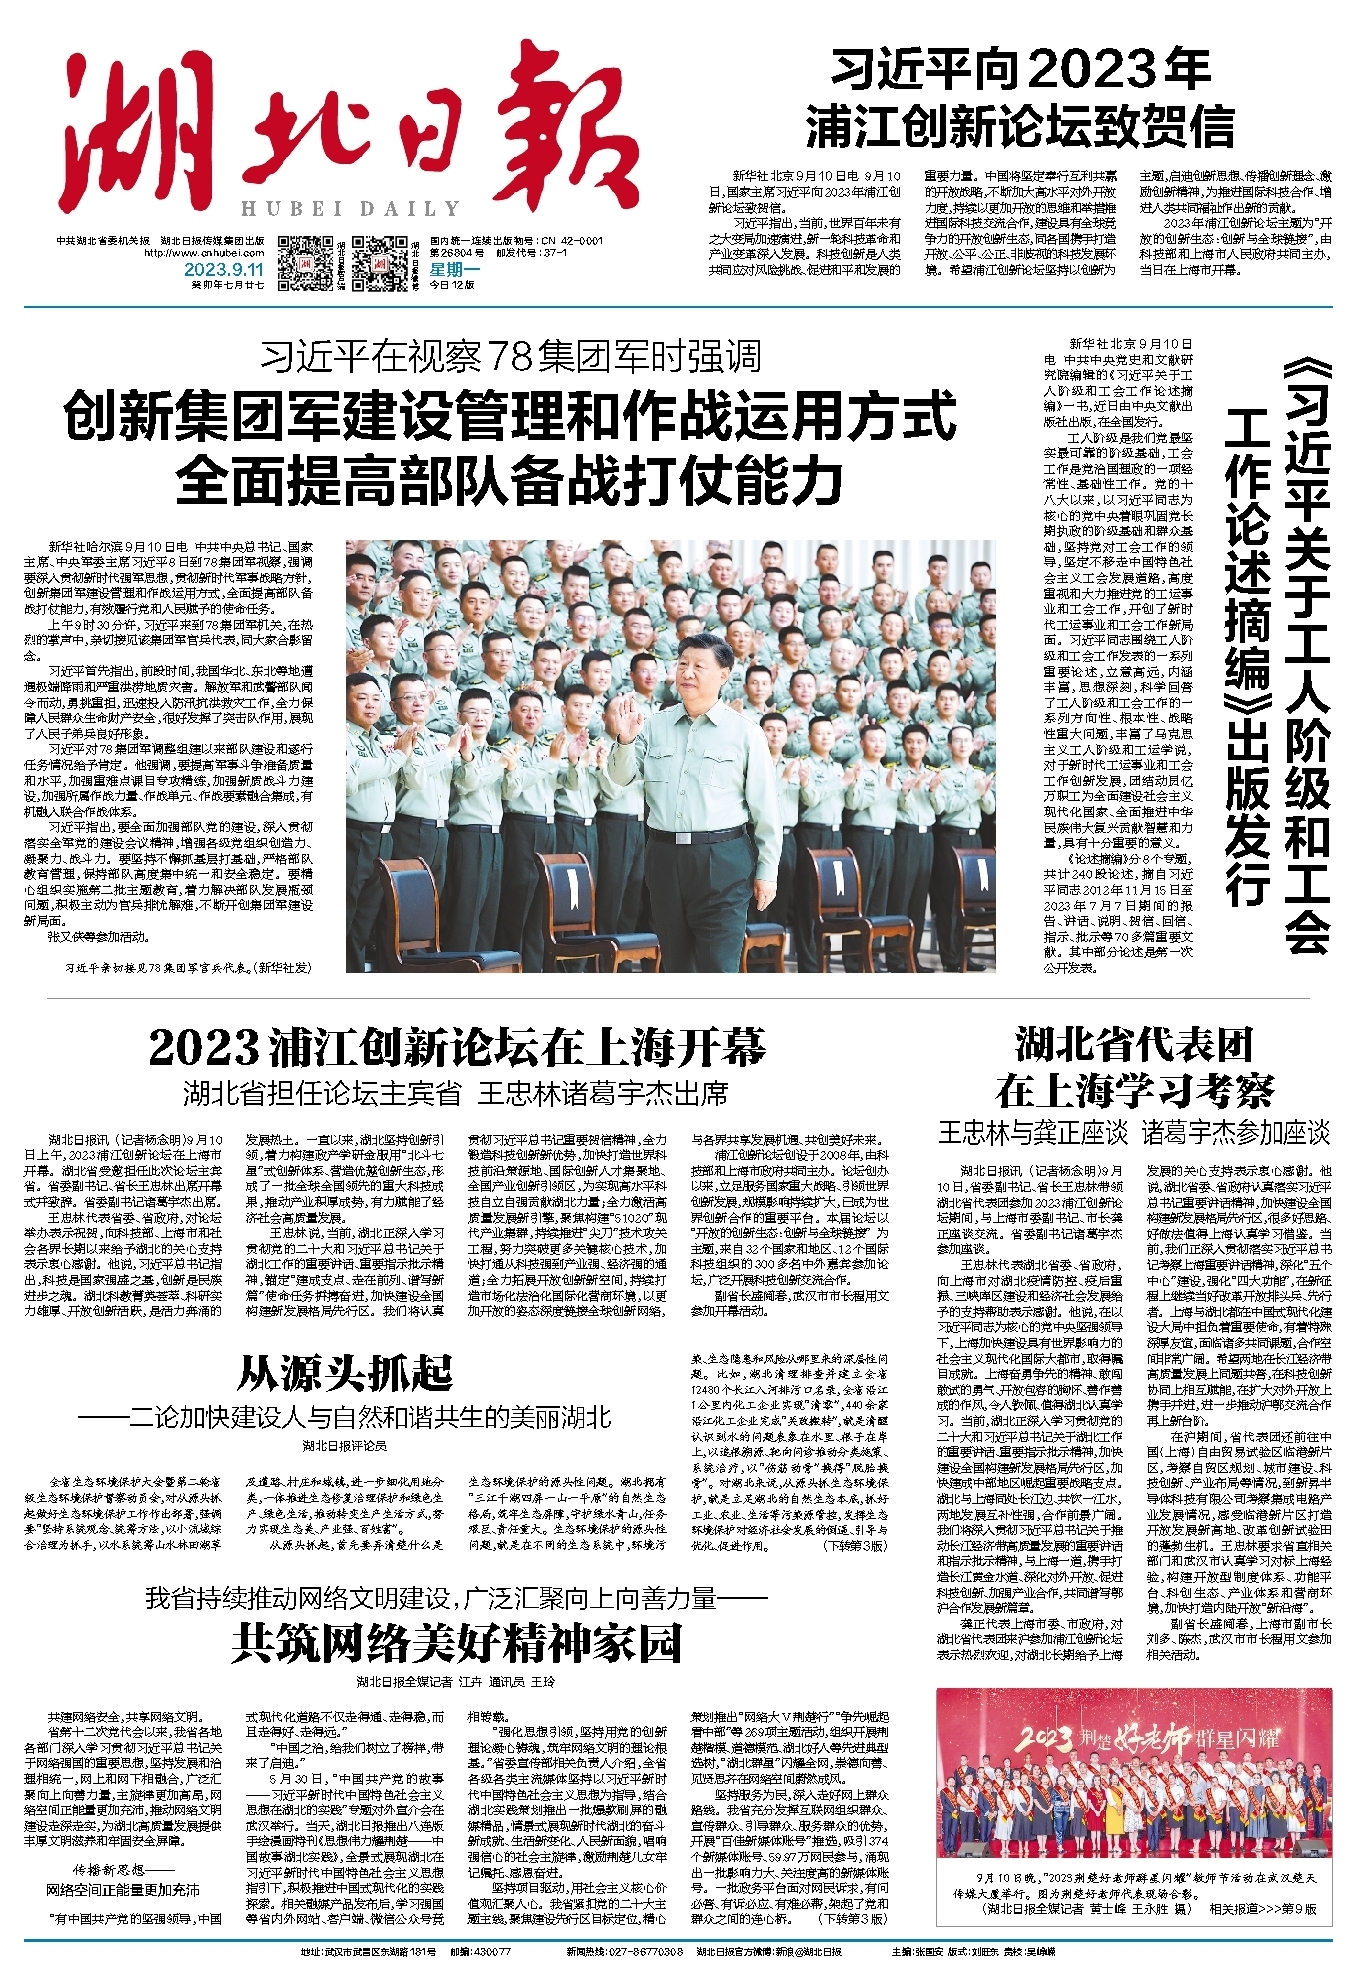 湖北日报
HUBEI DAILY
中共湖北省委机关报 湖北日报传媒集团出版
http://www.cnhubei.com
2023.9.11
癸卯年七月廿七
国内统一连续出版物号：CN 42-0001
第26804号 邮发代号：37-1
星期一
今日12版
习近平向2023年
浦江创新论坛致贺信
新华社北京9月10日电 9月10
日，国家主席习近平向2023年浦江创
新论坛致贺信。
习近平指出，当前，世界百年未有
之大变局加速演进，新一轮科技革命和
产业变革深入发展。科技创新是人类
共同应对风险挑战、促进和平和发展的
重要力量。中国将坚定奉行互利共赢
的开放战略，不断加大高水平对外开放
力度，持续以更加开放的思维和举措推
进国际科技交流合作，建设具有全球竞
争力的开放创新生态，同各国携手打造
开放、公平、公正、非歧视的科技发展环
境。希望浦江创新论坛坚持以创新为
主题，启迪创新思想、传播创新理念、激
励创新精神，为推进国际科技合作、增
进人类共同福祉作出新的贡献。
2023年浦江创新论坛主题为“开
放的创新生态：创新与全球链接”，由
科技部和上海市人民政府共同主办，
当日在上海市开幕。
习近平在视察78集团军时强调
创新集团军建设管理和作战运用方式
全面提高部队备战打仗能力
新华社哈尔滨9月10日电 中共中央总书记、国家
主席、中央军委主席习近平8日到78集团军视察，强调
要深入贯彻新时代强军思想，贯彻新时代军事战略方针，
创新集团军建设管理和作战运用方式，全面提高部队备
战打仗能力，有效履行党和人民赋予的使命任务。
上午9时30分许，习近平来到78集团军机关，在热
烈的掌声中，亲切接见该集团军官兵代表，同大家合影留
念。
习近平首先指出，前段时间，我国华北、东北等地遭
遇极端降雨和严重洪涝地质灾害。解放军和武警部队闻
令而动，勇挑重担，迅速投入防汛抗洪救灾工作，全力保
障人民群众生命财产安全，很好发挥了突击队作用，展现
了人民子弟兵良好形象。
习近平对78集团军调整组建以来部队建设和遂行
任务情况给予肯定。他强调，要提高军事斗争准备质量
和水平，加强重难点课目专攻精练，加强新质战斗力建
设，加强所属作战力量、作战单元、作战要素融合集成，有
机融入联合作战体系。
习近平指出，要全面加强部队党的建设，深入贯彻
落实全军党的建设会议精神，增强各级党组织创造力、
凝聚力、战斗力。要坚持不懈抓基层打基础，严格部队
教育管理，保持部队高度集中统一和安全稳定。要精
心组织实施第二批主题教育，着力解决部队发展瓶颈
问题，积极主动为官兵排忧解难，不断开创集团军建设
新局面。
张又侠等参加活动。
习近平亲切接见78集团军官兵代表。（新华社发）
《习近平关于工人阶级和工会
工作论述摘编》出版发行
新华社北京9月10日
电 中共中央党史和文献研
究院编辑的《习近平关于工
人阶级和工会工作论述摘
编》一书，近日由中央文献出
版社出版，在全国发行。
工人阶级是我们党最坚
实最可靠的阶级基础，工会
工作是党治国理政的一项经
常性、基础性工作。党的十
八大以来，以习近平同志为
核心的党中央着眼巩固党长
期执政的阶级基础和群众基
础，坚持党对工会工作的领
导，坚定不移走中国特色社
会主义工会发展道路，高度
重视和大力推进党的工运事
业和工会工作，开创了新时
代工运事业和工会工作新局
面。习近平同志围绕工人阶
级和工会工作发表的一系列
重要论述，立意高远，内涵
丰富，思想深刻，科学回答
了工人阶级和工会工作的一
系列方向性、根本性、战略
性重大问题，丰富了马克思
主义工人阶级和工运学说，
对于新时代工运事业和工会
工作创新发展，团结动员亿
万职工为全面建设社会主义
现代化国家、全面推进中华
民族伟大复兴贡献智慧和力
量，具有十分重要的意义。
《论述摘编》分8个专题，
共计240段论述，摘自习近
平同志2012年11月15日至
2023年7月7日期间的报
告、讲话、说明、贺信、回信、
指示、批示等70多篇重要文
献。其中部分论述是第一次
公开发表。
2023浦江创新论坛在上海开幕
湖北省担任论坛主宾省 王忠林诸葛宇杰出席
湖北日报讯（记者杨念明）9月10
日上午，2023浦江创新论坛在上海市
开幕。湖北省受邀担任此次论坛主宾
省。省委副书记、省长王忠林出席开幕
式并致辞。省委副书记诸葛宇杰出席。
王忠林代表省委、省政府，对论坛
举办表示祝贺，向科技部、上海市和社
会各界长期以来给予湖北的关心支持
表示衷心感谢。他说，习近平总书记指
出，科技是国家强盛之基，创新是民族
进步之魂。湖北科教菁英荟萃、科研实
力雄厚、开放创新活跃，是活力奔涌的
发展热土。一直以来，湖北坚持创新引
领，着力构建政产学研金服用“北斗七
星”式创新体系、营造优越创新生态，形
成了一批全球全国领先的重大科技成
果，推动产业积厚成势，有力赋能了经
济社会高质量发展。
王忠林说，当前，湖北正深入学习
贯彻党的二十大和习近平总书记关于
湖北工作的重要讲话、重要指示批示精
神，锚定“建成支点、走在前列、谱写新
篇”使命任务拼搏奋进，加快建设全国
构建新发展格局先行区。我们将认真
贯彻习近平总书记重要贺信精神，全力
锻造科技创新新优势，加快打造世界科
技前沿策源地、国际创新人才集聚地、
全国产业创新引领区，为实现高水平科
技自立自强贡献湖北力量；全力激活高
质量发展新引擎，聚焦构建“51020”现
代产业集群，持续推进“尖刀”技术攻关
工程，努力突破更多关键核心技术，加
快打通从科技强到产业强、经济强的通
道；全力拓展开放创新新空间，持续打
造市场化法治化国际化营商环境，以更
加开放的姿态深度链接全球创新网络，
与各界共享发展机遇、共创美好未来。
浦江创新论坛创设于2008年，由科
技部和上海市政府共同主办。论坛创办
以来，立足服务国家重大战略、引领世界
创新发展，规模影响持续扩大，已成为世
界创新合作的重要平台。本届论坛以
“开放的创新生态：创新与全球链接”为
主题，来自32个国家和地区、12个国际
科技组织的300多名中外嘉宾参加论
坛，广泛开展科技创新交流合作。
副省长盛阅春，武汉市市长程用文
参加开幕活动。
湖北省代表团
在上海学习考察
王忠林与龚正座谈 诸葛宇杰参加座谈
湖北日报讯（记者杨念明）9月
10日，省委副书记、省长王忠林带领
湖北省代表团参加2023浦江创新论
坛期间，与上海市委副书记、市长龚
正座谈交流。省委副书记诸葛宇杰
参加座谈。
王忠林代表湖北省委、省政府，
向上海市对湖北疫情防控、疫后重
振、三峡库区建设和经济社会发展给
予的支持帮助表示感谢。他说，在以
习近平同志为核心的党中央坚强领导
下，上海加快建设具有世界影响力的
社会主义现代化国际大都市，取得瞩
目成就。上海奋勇争先的精神、敢闯
敢试的勇气、开放包容的胸怀、善作善
成的作风，令人钦佩、值得湖北认真学
习。当前，湖北正深入学习贯彻党的
二十大和习近平总书记关于湖北工作
的重要讲话、重要指示批示精神，加快
建设全国构建新发展格局先行区，加
快建成中部地区崛起重要战略支点。
湖北与上海同处长江边、共饮一江水，
两地发展互补性强，合作前景广阔。
我们将深入贯彻习近平总书记关于推
动长江经济带高质量发展的重要讲话
和指示批示精神，与上海一道，携手打
造长江黄金水道、深化对外开放、促进
科技创新、加强产业合作，共同谱写鄂
沪合作发展新篇章。
龚正代表上海市委、市政府，对
湖北省代表团来沪参加浦江创新论坛
表示热烈欢迎，对湖北长期给予上海
发展的关心支持表示衷心感谢。他
说，湖北省委、省政府认真落实习近平
总书记重要讲话精神，加快建设全国
构建新发展格局先行区，很多好思路、
好做法值得上海认真学习借鉴。当
前，我们正深入贯彻落实习近平总书
记考察上海重要讲话精神，深化“五个
中心”建设，强化“四大功能”，在新征
程上继续当好改革开放排头兵、先行
者。上海与湖北都在中国式现代化建
设大局中担负着重要使命，有着特殊
深厚友谊，面临诸多共同课题，合作空
间非常广阔。希望两地在长江经济带
高质量发展上同题共答，在科技创新
协同上相互赋能，在扩大对外开放上
携手并进，进一步推动沪鄂交流合作
再上新台阶。
在沪期间，省代表团还前往中
国（上海）自由贸易试验区临港新片
区，考察自贸区规划、城市建设、科
技创新、产业布局等情况，到新昇半
导体科技有限公司考察集成电路产
业发展情况，感受临港新片区打造
开放发展新高地、改革创新试验田
的蓬勃生机。王忠林要求省直相关
部门和武汉市认真学习对标上海经
验，构建开放型制度体系、功能平
台、科创生态、产业体系和营商环
境，加快打造内陆开放“新沿海”。
副省长盛阅春，上海市副市长
刘多、陈杰，武汉市市长程用文参加
相关活动。
从源头抓起
——二论加快建设人与自然和谐共生的美丽湖北
湖北日报评论员
全省生态环境保护大会暨第二轮省
级生态环境保护督察动员会，对从源头抓
起做好生态环境保护工作作出部署，强调
要“坚持系统观念、统筹方法，以小流域综
合治理为抓手，以水系统筹山水林田湖草
及道路、村庄和城镇，进一步细化用地分
类，一体推进生态修复治理保护和绿色生
产、绿色生活，推动转变生产生活方式，努
力实现生态美、产业强、百姓富”。
从源头抓起，首先要弄清楚什么是
生态环境保护的源头性问题。湖北拥有
“三江千湖四屏一山一平原”的自然生态
格局，筑牢生态屏障，守护绿水青山，任务
艰巨、责任重大。生态环境保护的源头性
问题，就是在不同的生态系统中，环境污
染、生态隐患和风险从哪里来的深层性问
题。比如，湖北清理排查并建立全省
12480个长江入河排污口名录，全省沿江
1公里内化工企业实现“清零”，440余家
沿江化工企业完成“关改搬转”，就是清醒
认识到水的问题表象在水里、根子在岸
上，以追根溯源、靶向问诊推动分类施策、
系统治疗，以“伤筋动骨”换得“脱胎换
骨”。对湖北来说，从源头抓生态环境保
护，就是立足湖北的自然生态本底，抓好
工业、农业、生活等污染源管控，发挥生态
环境保护对经济社会发展的倒逼、引导与
优化、促进作用。 （下转第3版）
我省持续推动网络文明建设，广泛汇聚向上向善力量——
共筑网络美好精神家园
湖北日报全媒记者 江卉 通讯员 王玲
共建网络安全，共享网络文明。
省第十二次党代会以来，我省各地
各部门深入学习贯彻习近平总书记关
于网络强国的重要思想，坚持发展和治
理相统一，网上和网下相融合，广泛汇
聚向上向善力量，主旋律更加高昂，网
络空间正能量更加充沛，推动网络文明
建设走深走实，为湖北高质量发展提供
丰厚文明滋养和牢固安全屏障。
传播新思想——
网络空间正能量更加充沛
“有中国共产党的坚强领导，中国
式现代化道路不仅走得通、走得稳，而
且走得好、走得远。”
“中国之治，给我们树立了榜样，带
来了启迪。”
5月30日，“中国共产党的故事
——习近平新时代中国特色社会主义
思想在湖北的实践”专题对外宣介会在
武汉举行。当天，湖北日报推出八连版
手绘漫画特刊《思想伟力耀荆楚——中
国故事湖北实践》，全景式展现湖北在
习近平新时代中国特色社会主义思想
指引下，积极推进中国式现代化的实践
探索。相关融媒产品发布后，学习强国
等省内外网站、客户端、微信公众号竞
相转载。
“强化思想引领，坚持用党的创新
理论凝心铸魂，筑牢网络文明的理论根
基。”省委宣传部相关负责人介绍，全省
各级各类主流媒体坚持以习近平新时
代中国特色社会主义思想为指导，结合
湖北实践策划推出一批爆款刷屏的融
媒精品，情景式展现新时代湖北的奋斗
新成就、生活新变化、人民新面貌，唱响
强信心的社会主旋律，激励荆楚儿女牢
记嘱托、感恩奋进。
坚持项目驱动，用社会主义核心价
值观汇聚人心。我省紧扣党的二十大主
题主线，聚焦建设先行区目标定位，精心
策划推出“网络大V荆楚行”“争先崛起
看中部”等269项主题活动，组织开展荆
楚楷模、道德模范、湖北好人等先进典型
选树，“湖北群星”闪耀全网，崇德向善、
见贤思齐在网络空间蔚然成风。
坚持服务为民，深入走好网上群众
路线。我省充分发挥互联网组织群众、
宣传群众、引导群众、服务群众的优势，
开展“百佳新媒体账号”推选，吸引374
个新媒体账号、59.97万网民参与，涌现
出一批影响力大、关注度高的新媒体账
号。一批政务平台面对网民诉求，有问
必答、有诉必应、有难必帮，架起了党和
群众之间的连心桥。 （下转第3版）
2023荆楚好老师群星闪耀
9月10日晚，“2023荆楚好老师群星闪耀”教师节活动在武汉楚天
传媒大厦举行。图为荆楚好老师代表现场合影。
（湖北日报全媒记者 黄士峰 王永胜 摄） 相关报道>>>第9版
地址：武汉市武昌区东湖路181号 邮编：430077 新闻热线：027-86770308 湖北日报官方微博：新浪@湖北日报 主编：张国安 版式：刘阳东 责校：吴峥嵘